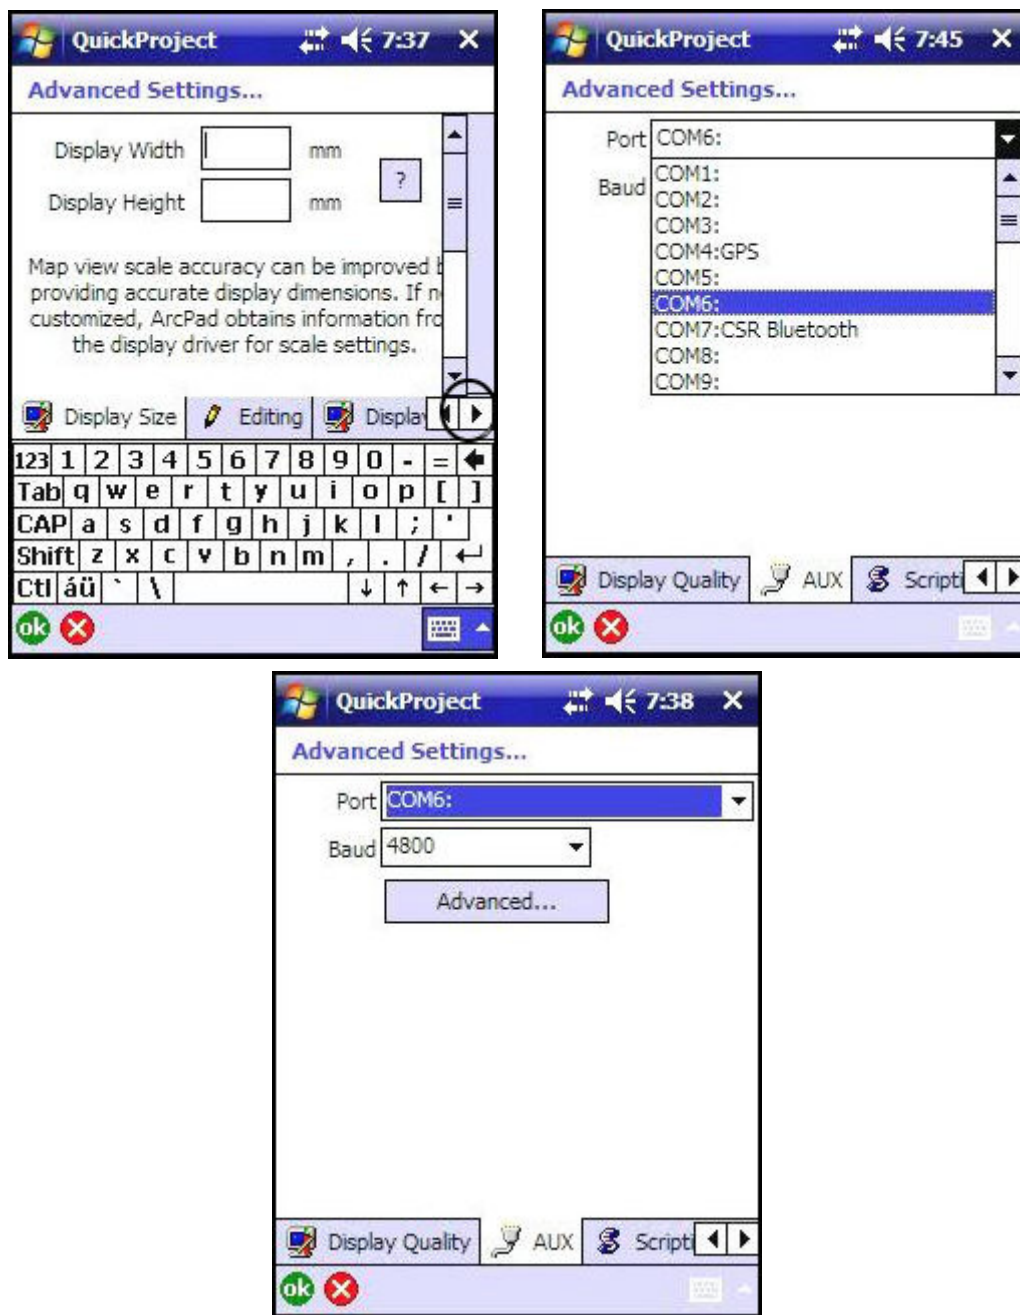 QuickProject 7:37
Advanced Settings...
Display Width mm
?
Display Height mm
Map view scale accuracy can be improved
providing accurate display dimensions. If
customized, ArcPad obtains information
the display driver for scale settings.
Display Size Editing Display
123 1 2 3 4 5 6 7 8 9 0 - =
Tab q w e r t y u i o p [ ]
CAP a s d f g h j k l ; '
Shift z x c v b n m , . /
Ctl áü ` \ ↓ ↑ ← →
ok
QuickProject 7:45
Advanced Settings...
Port COM6:
Baud
COM1:
COM2:
COM3:
COM4:GPS
COM5:
COM6:
COM7:CSR Bluetooth
COM8:
COM9:
Display Quality AUX Scripti
ok
QuickProject 7:38
Advanced Settings...
Port COM6:
Baud 4800
Advanced...
Display Quality AUX Scripti
ok